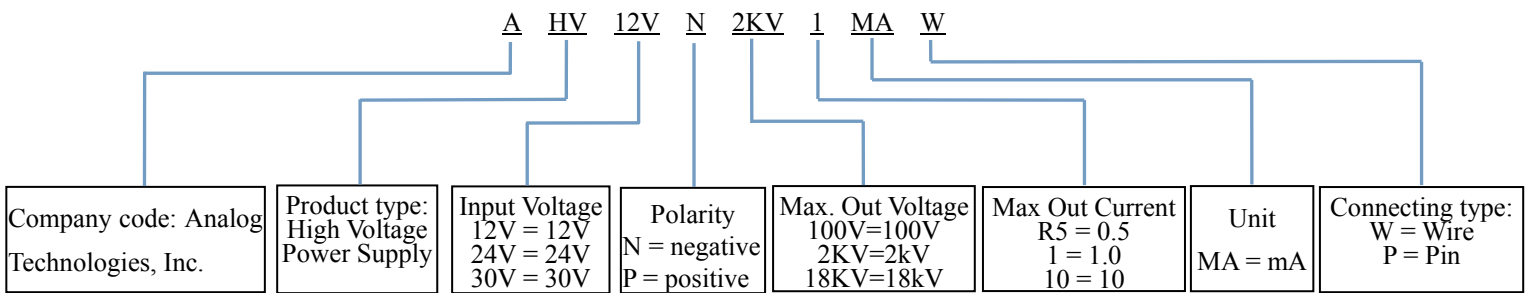 A HV 12V N 2KV 1 MA W
Company code: Analog
Technologies, Inc.
Product type:
High Voltage
Power Supply
Input Voltage
12V = 12V
24V = 24V
30V = 30V
Polarity
N = negative
P = positive
Max. Out Voltage
100V=100V
2KV=2kV
18KV=18kV
Max Out Current
R5 = 0.5
1 = 1.0
10 = 10
Unit
MA = mA
Connecting type:
W = Wire
P = Pin